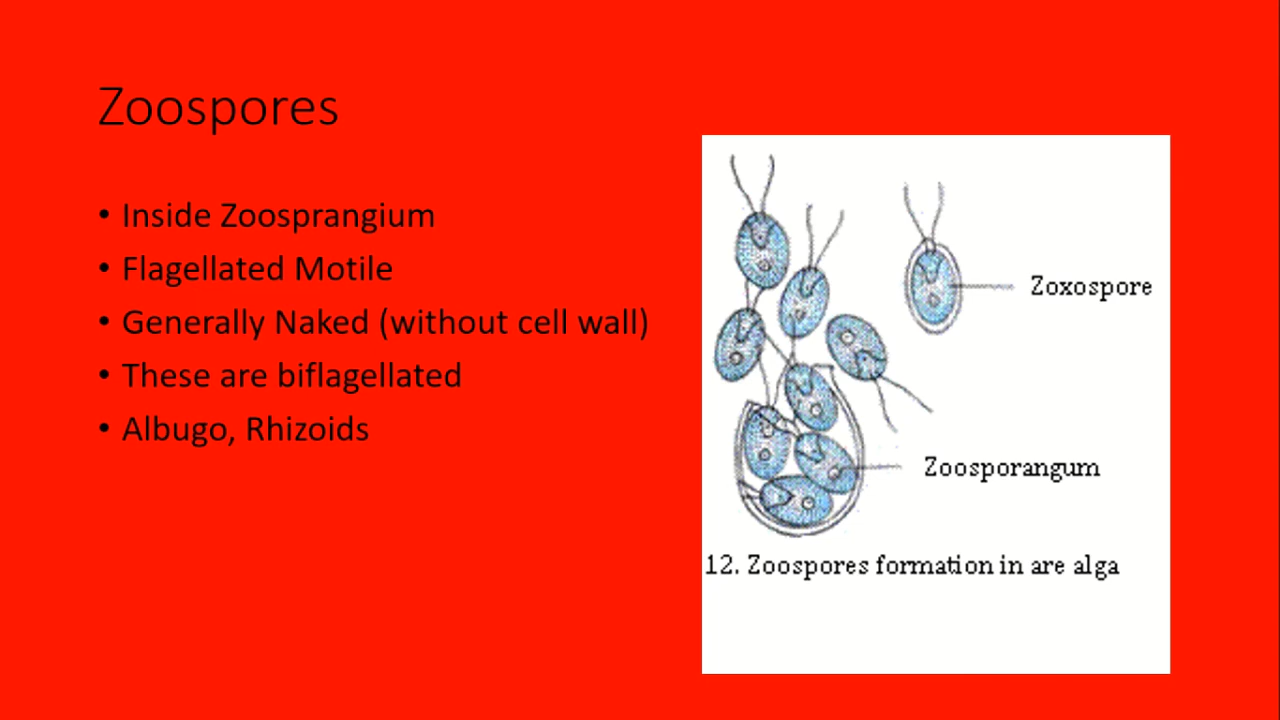 Zoospores
• Inside Zoosprangium
• Flagellated Motile
• Generally Naked (without cell wall)
• These are biflagellated
• Albugo, Rhizoids
Zoxospore
Zoosporangum
12. Zoospores formation in are alga